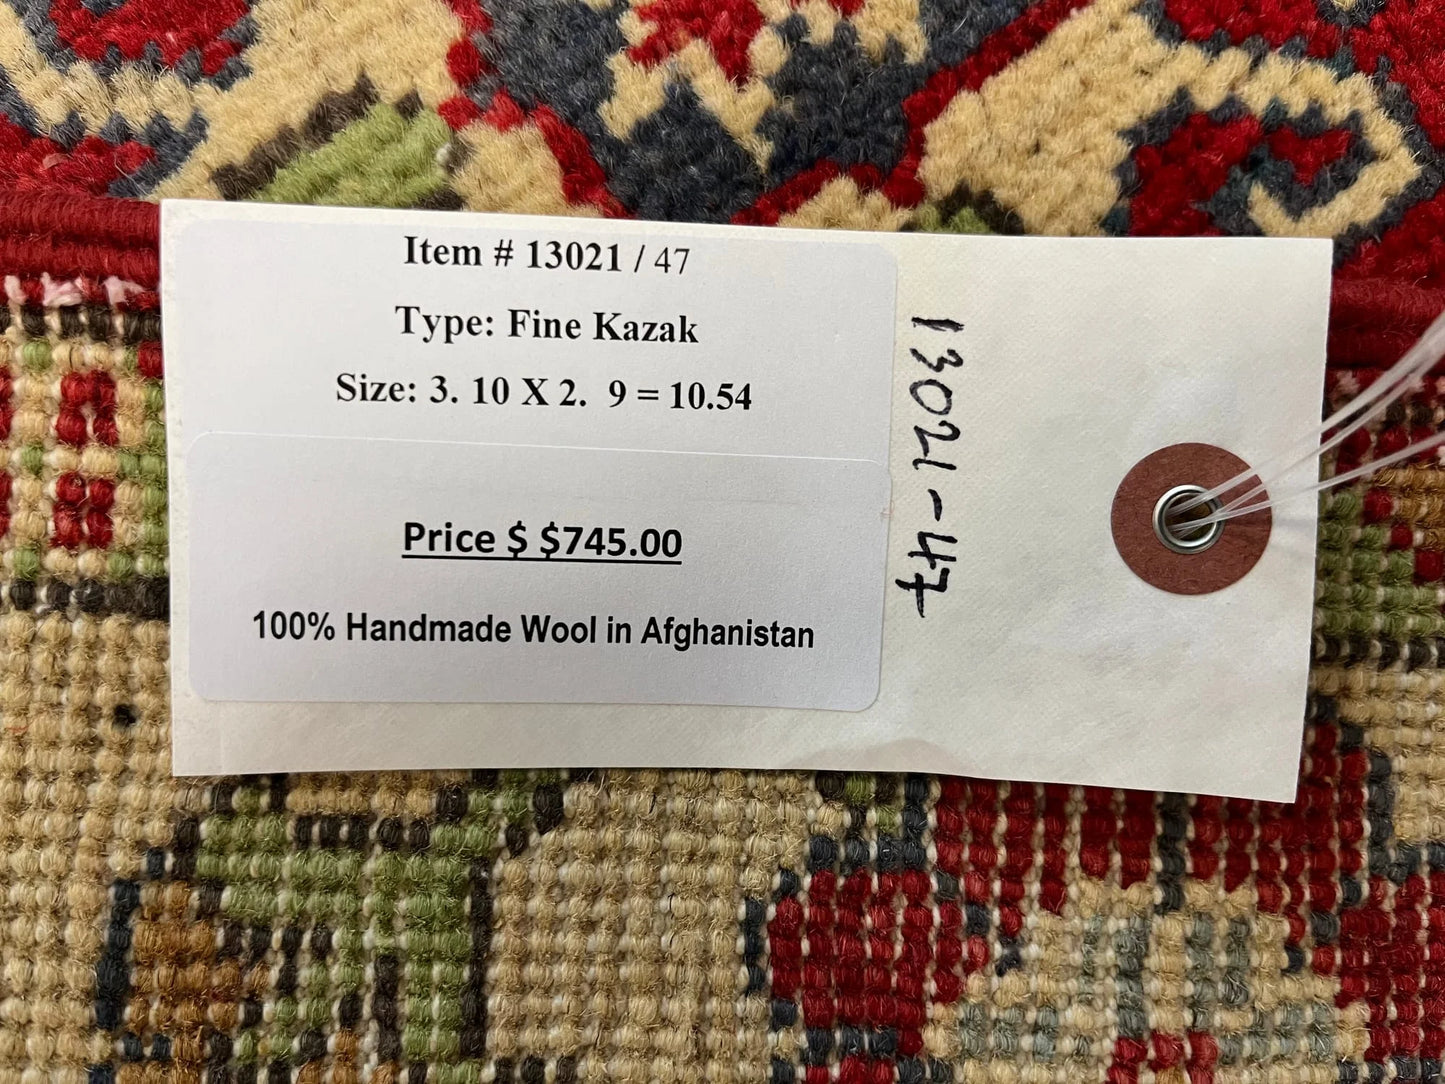 Item # 13021 / 47
Type: Fine Kazak
Size: 3. 10 X 2.  9 = 10.54
Price $ $745.00
100% Handmade Wool in Afghanistan
13021-47